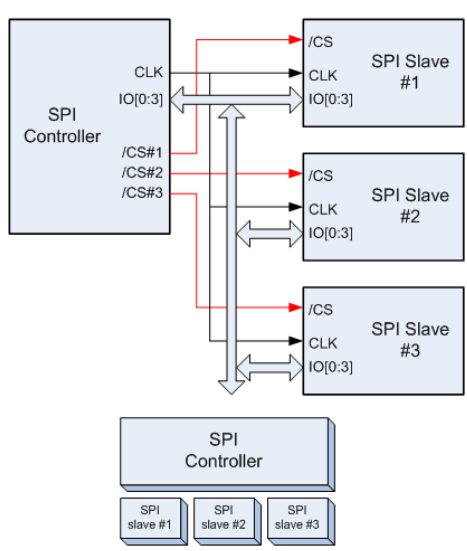 SPI
Controller
CLK
IO[0:3]
/CS#1
/CS#2
/CS#3
/CS
CLK
IO[0:3]
SPI Slave
#1
/CS
CLK
IO[0:3]
SPI Slave
#2
/CS
CLK
IO[0:3]
SPI Slave
#3
SPI
Controller
SPI
slave #1
SPI
slave #2
SPI
slave #3